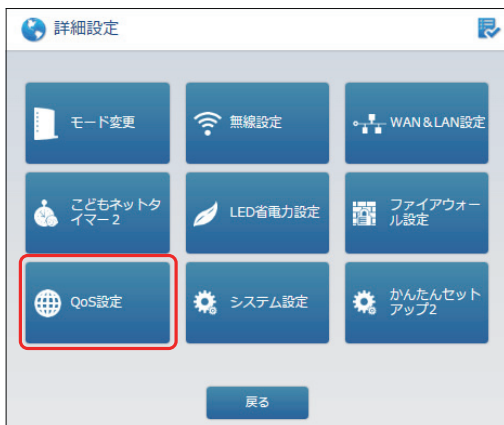 詳細設定
モード変更
無線設定
WAN&LAN設定
こどもネットタ
イマー2
LED省電力設定
ファイアウォー
ル設定
QoS設定
システム設定
かんたんセット
アップ2
戻る